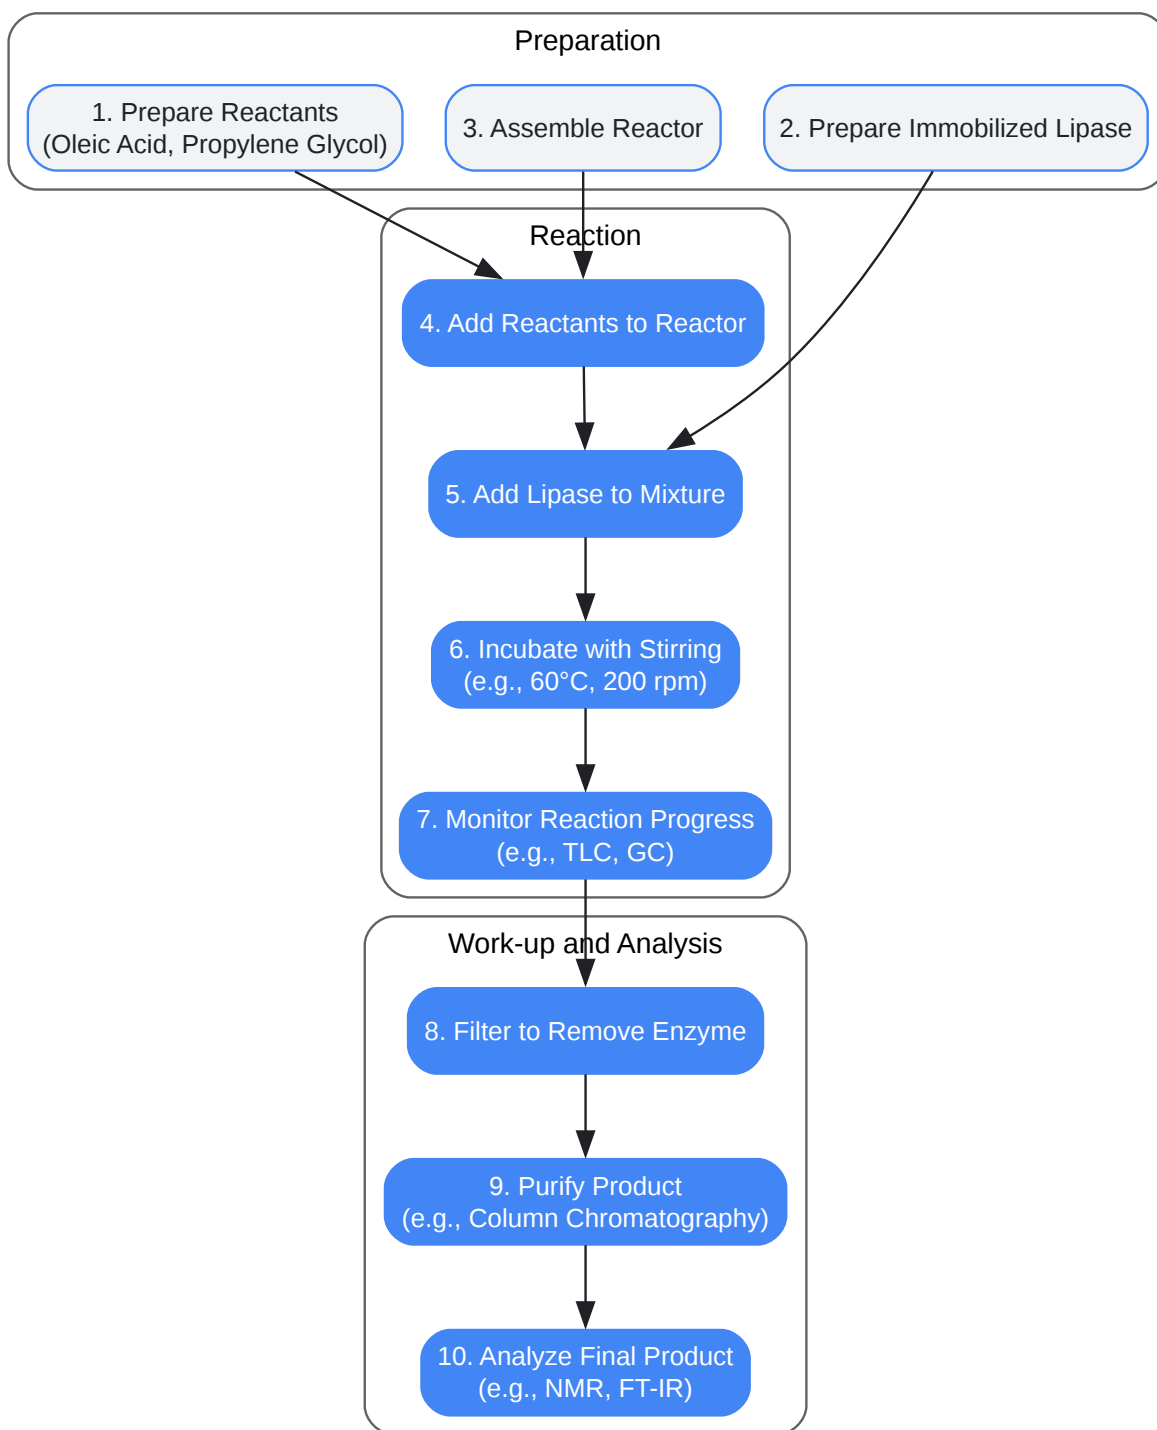 Preparation
1. Prepare Reactants
(Oleic Acid, Propylene Glycol)
3. Assemble Reactor
2. Prepare Immobilized Lipase
Reaction
4. Add Reactants to Reactor
5. Add Lipase to Mixture
6. Incubate with Stirring
(e.g., 60°C, 200 rpm)
7. Monitor Reaction Progress
(e.g., TLC, GC)
Work-up and Analysis
8. Filter to Remove Enzyme
9. Purify Product
(e.g., Column Chromatography)
10. Analyze Final Product
(e.g., NMR, FT-IR)